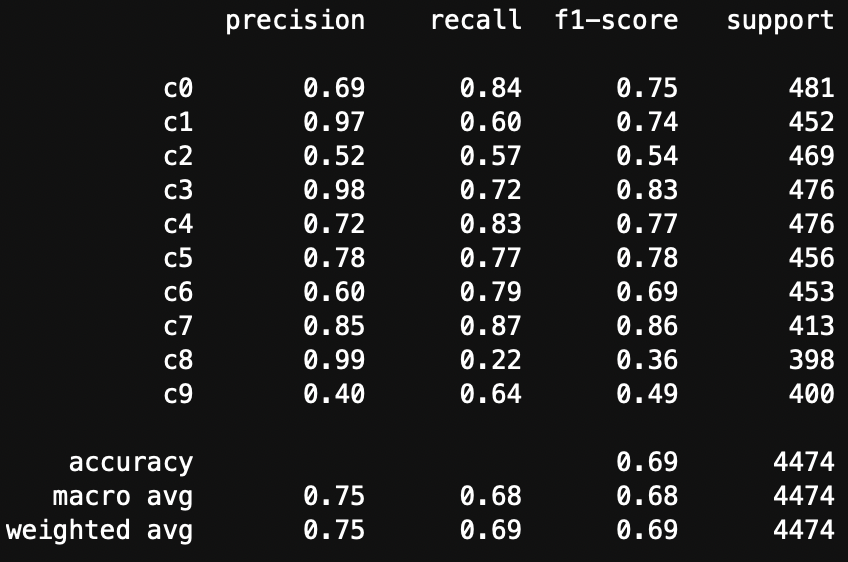 precision recall f1-score support
c0 0.69 0.84 0.75 481
c1 0.97 0.60 0.74 452
c2 0.52 0.57 0.54 469
c3 0.98 0.72 0.83 476
c4 0.72 0.83 0.77 476
c5 0.78 0.77 0.78 456
c6 0.60 0.79 0.69 453
c7 0.85 0.87 0.86 413
c8 0.99 0.22 0.36 398
c9 0.40 0.64 0.49 400
accuracy 0.69 4474
macro avg 0.75 0.68 0.68 4474
weighted avg 0.75 0.69 0.69 4474